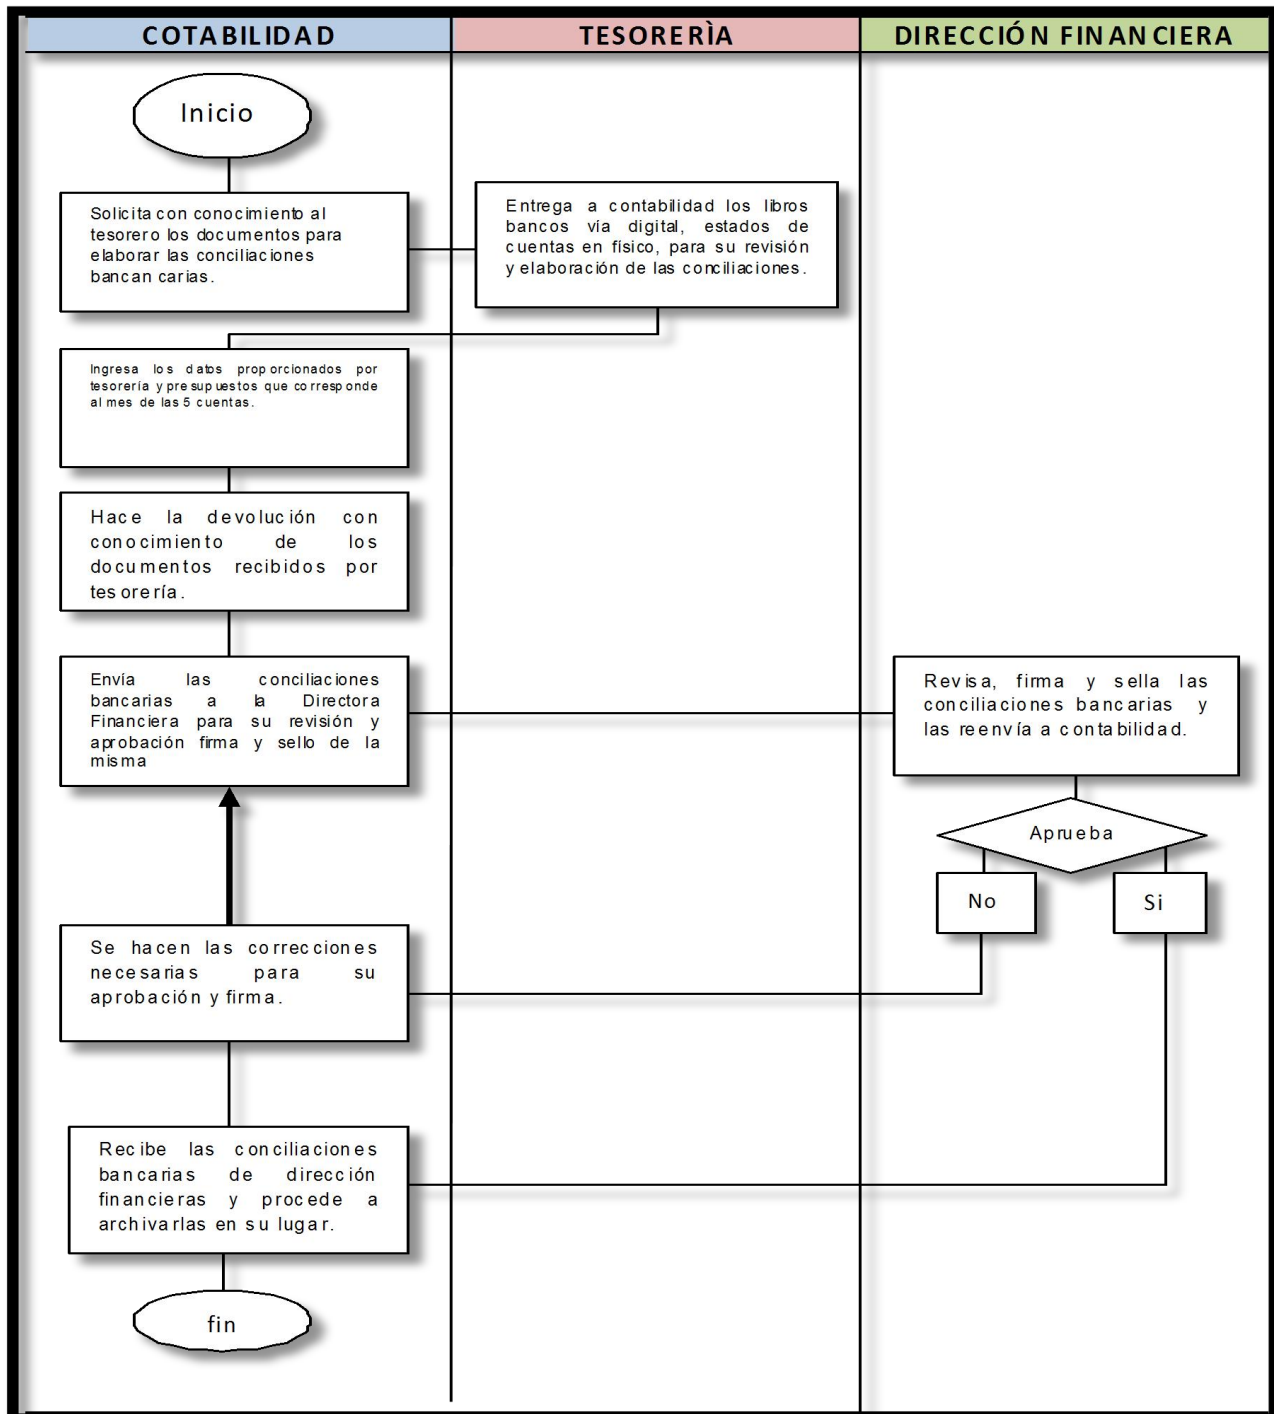 COTABILIDAD
TESORERÌA
DIRECCIÓN FINANCIERA
Inicio
Solicita con conocimiento al
tesorero los documentos para
elaborar las conciliaciones
bancan carias.
Entrega a contabilidad los libros
bancos vía digital, estados de
cuentas en físico, para su revisión
y elaboración de las conciliaciones.
Ingresa los datos proporcionados por
tesorería y presupuestos que corresponde
al mes de las 5 cuentas.
Hace la devolución con
conocimiento de los
documentos recibidos por
tesorería.
Envía las conciliaciones
bancarias a la Directora
Financiera para su revisión y
aprobación firma y sello de la
misma
Revisa, firma y sella las
conciliaciones bancarias y
las reenvía a contabilidad.
Aprueba
No
Si
Se hacen las correcciones
necesarias para su
aprobación y firma.
Recibe las conciliaciones
bancarias de dirección
financieras y procede a
archivarlas en su lugar.
fin